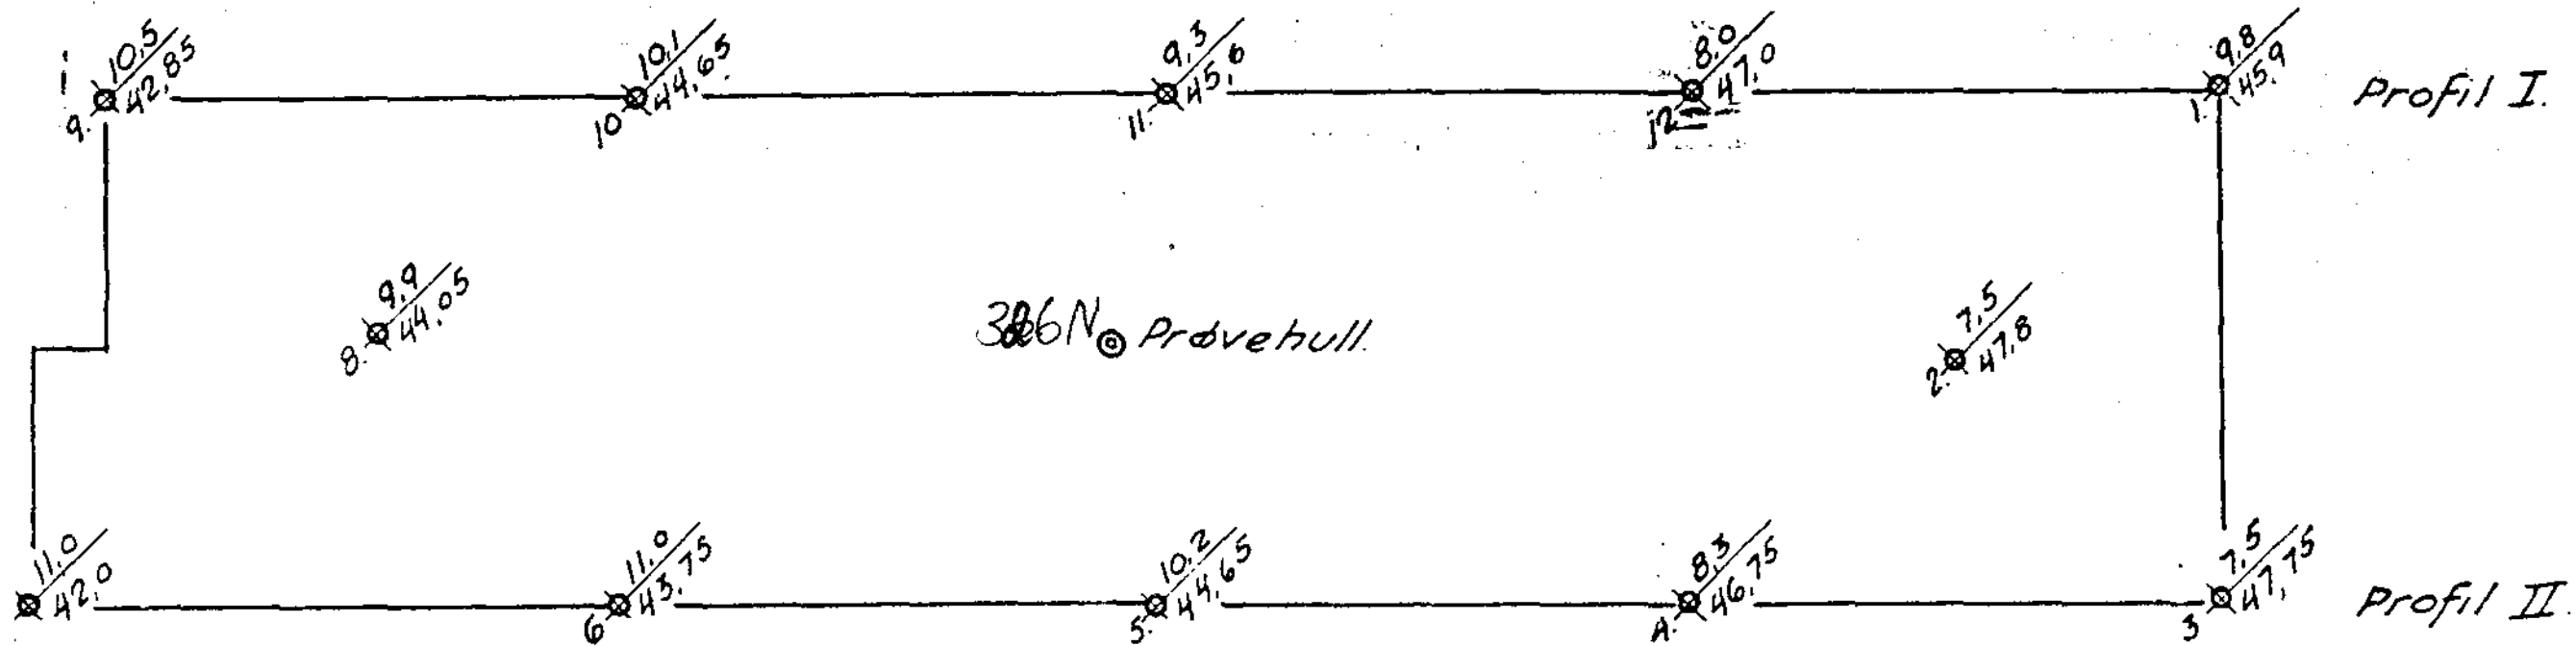 10,5 42,85 9.
10,1 44,65 10
9,3 45,6 11.
8,0 47,0 12
9,8 45,9 1.
Profil I.
9,9 44,05 8.
Prøvehull.
7,5 47,8 2.
11,0 42,0
11,0 43,75 6
10,2 44,65 5.
8,3 46,75 4.
7,5 47,75 3
Profil II.